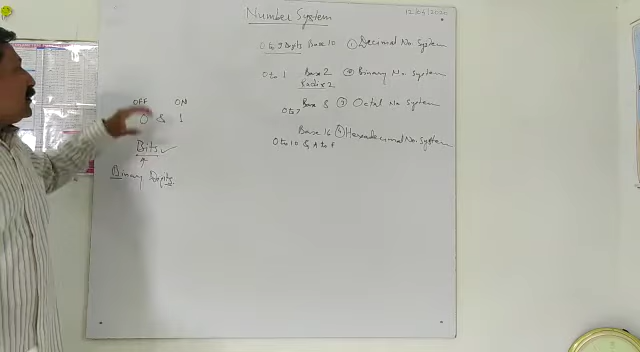 Number System
12/04/2020
0 to 9 Digits Base 10 ① Decimal No. System
0 to 1 Base 2 ② Binary No. System
Radix 2
0 to 7 Base 8 ③ Octal No. System
Base 16 ④ Hexadecimal No. System
0 to 10 & A to F
OFF ON
0 & 1
Bits ✓
Binary Digits